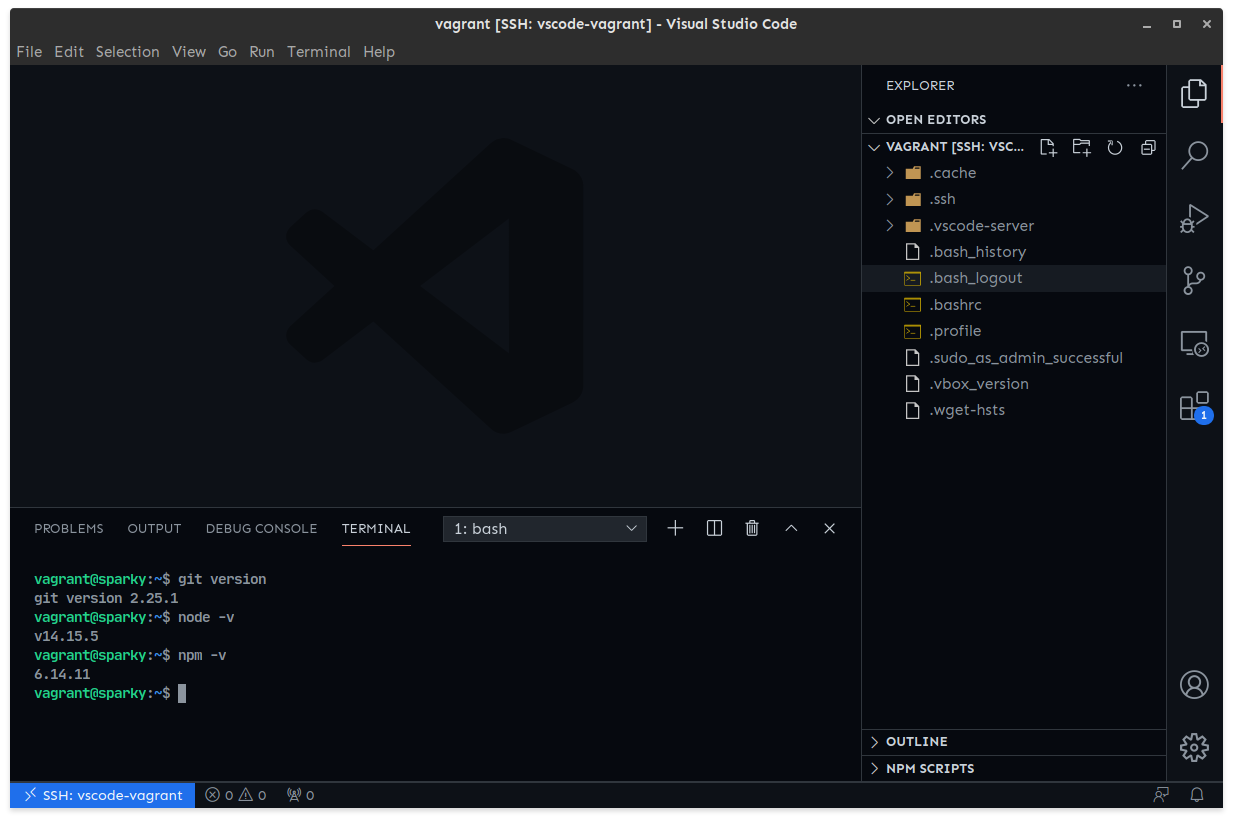 vagrant [SSH: vscode-vagrant] - Visual Studio Code
File Edit Selection View Go Run Terminal Help
EXPLORER
OPEN EDITORS
VAGRANT [SSH: VSC...
.cache
.ssh
.vscode-server
.bash_history
.bash_logout
.bashrc
.profile
.sudo_as_admin_successful
.vbox_version
.wget-hsts
1
PROBLEMS OUTPUT DEBUG CONSOLE TERMINAL 1: bash
vagrant@sparky:~$ git version
git version 2.25.1
vagrant@sparky:~$ node -v
v14.15.5
vagrant@sparky:~$ npm -v
6.14.11
vagrant@sparky:~$
OUTLINE
NPM SCRIPTS
SSH: vscode-vagrant 0 0 0